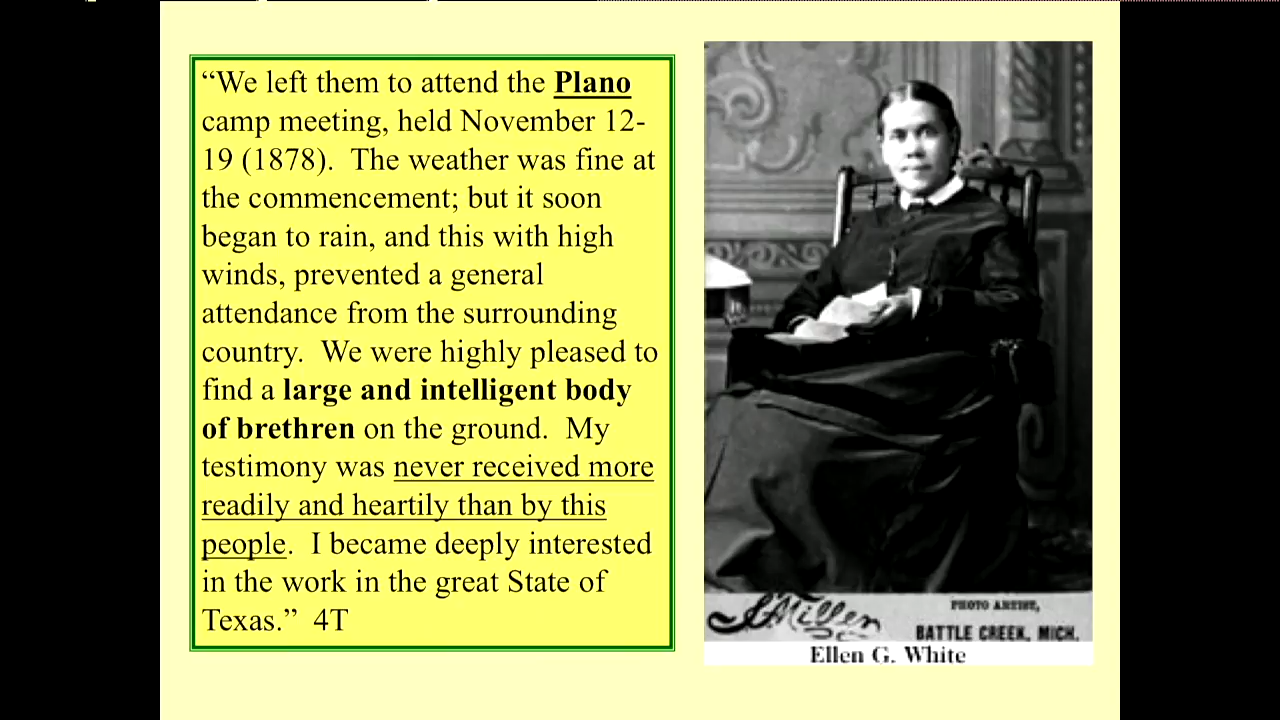 “We left them to attend the Plano
camp meeting, held November 12-
19 (1878).  The weather was fine at
the commencement; but it soon
began to rain, and this with high
winds, prevented a general
attendance from the surrounding
country.  We were highly pleased to
find a large and intelligent body
of brethren on the ground.  My
testimony was never received more
readily and heartily than by this
people.  I became deeply interested
in the work in the great State of
Texas.”  4T
J Miller
PHOTO ARTIST,
BATTLE CREEK, MICH.
Ellen G. White